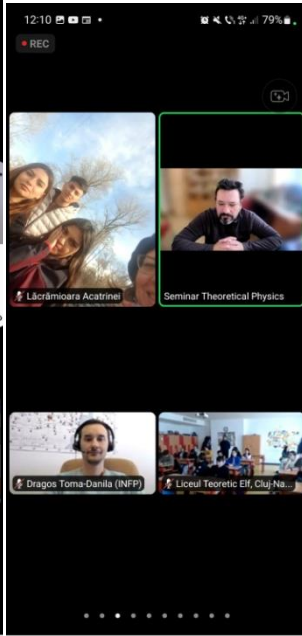 12:10
79%
REC
Lăcrămioara Acatrinei
Seminar Theoretical Physics
Dragos Toma-Danila (INFP)
Liceul Teoretic Elf, Cluj-Na...